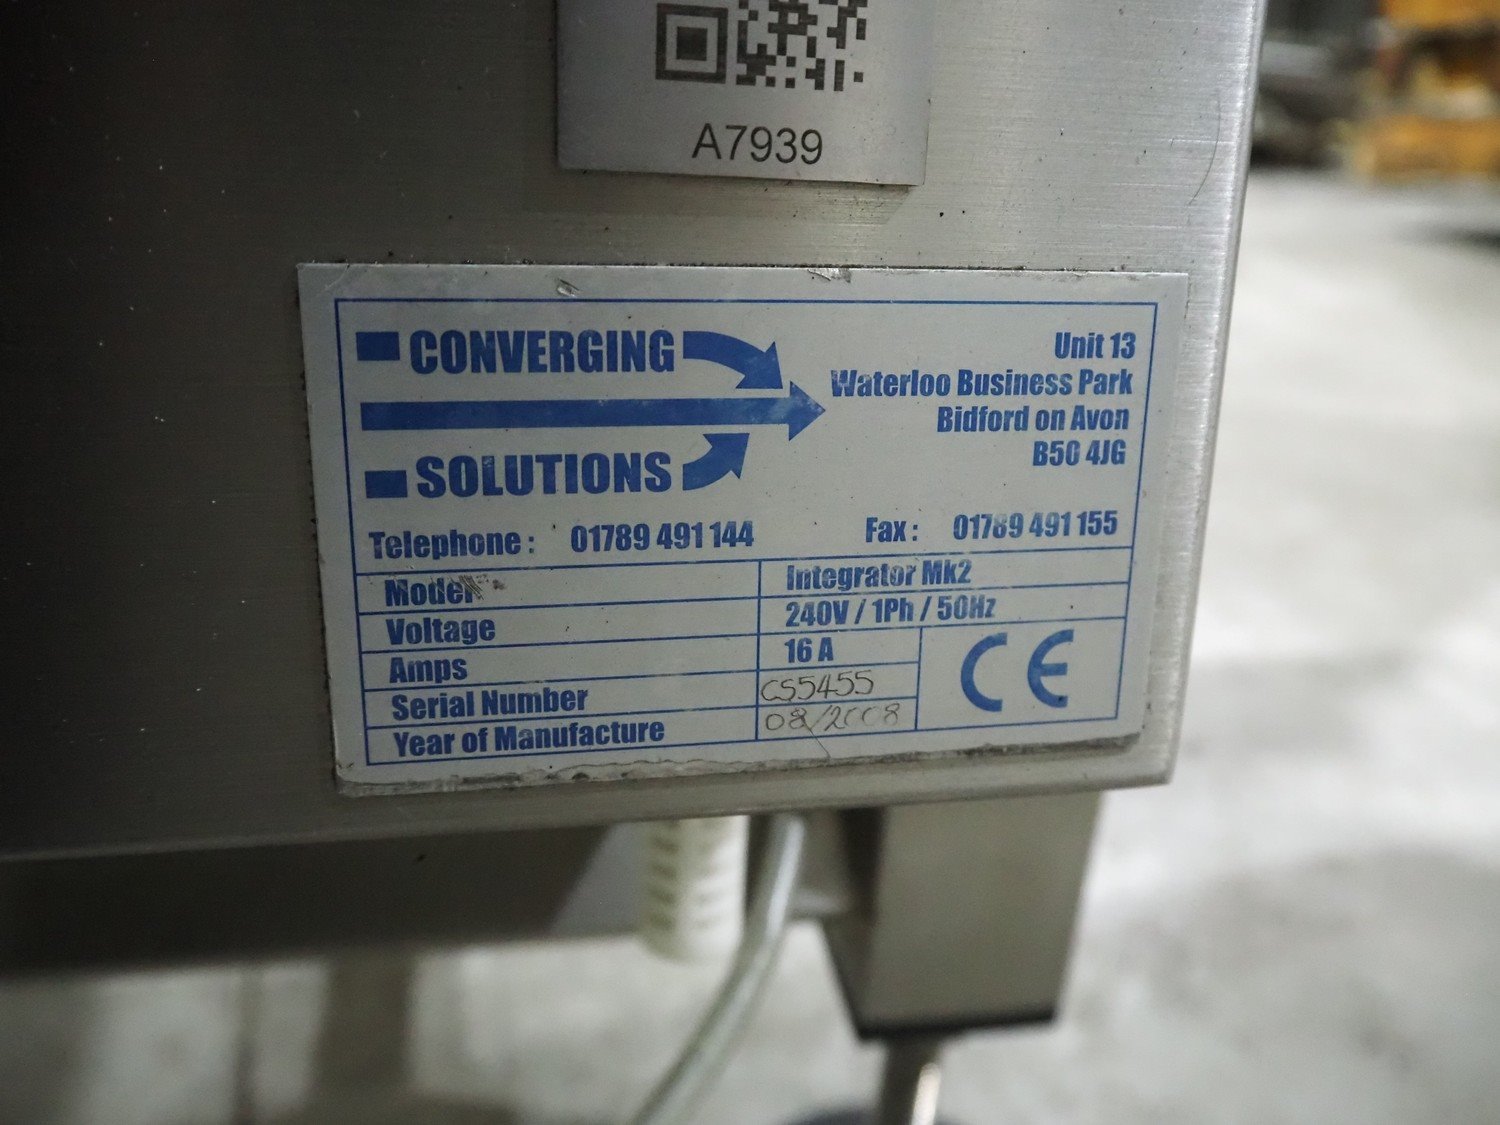 A7939
CONVERGING
SOLUTIONS
Unit 13
Waterloo Business Park
Bidford on Avon
B50 4JG
Telephone : 01789 491 144 Fax : 01789 491 155
Model Integrator Mk2
Voltage 240V / 1Ph / 50Hz
Amps 16 A
Serial Number CS5455
Year of Manufacture 08/2008
CE